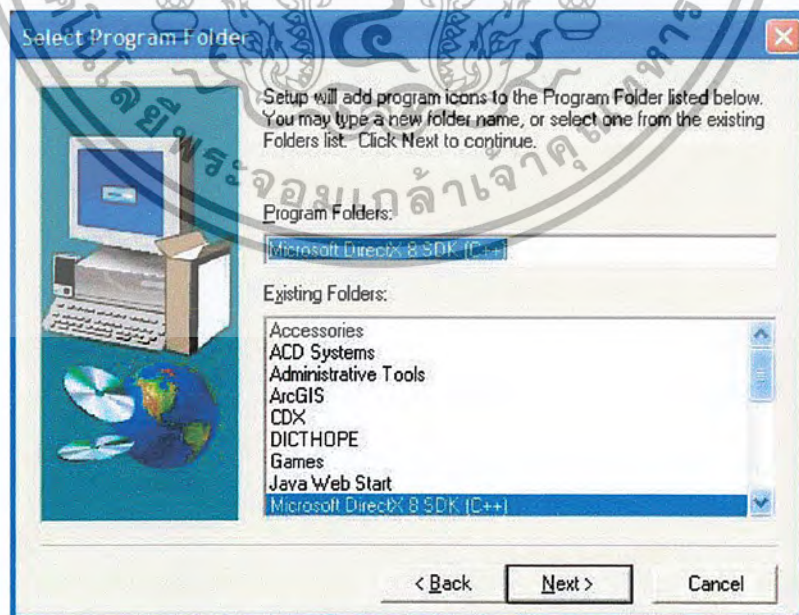 Select Program Folder
Setup will add program icons to the Program Folder listed below.
You may type a new folder name, or select one from the existing
Folders list. Click Next to continue.
Program Folders:
Microsoft DirectX 8 SDK (C++)
Existing Folders:
Accessories
ACD Systems
Administrative Tools
ArcGIS
CDX
DICTHOPE
Games
Java Web Start
Microsoft DirectX 8 SDK (C++)
< Back
Next >
Cancel